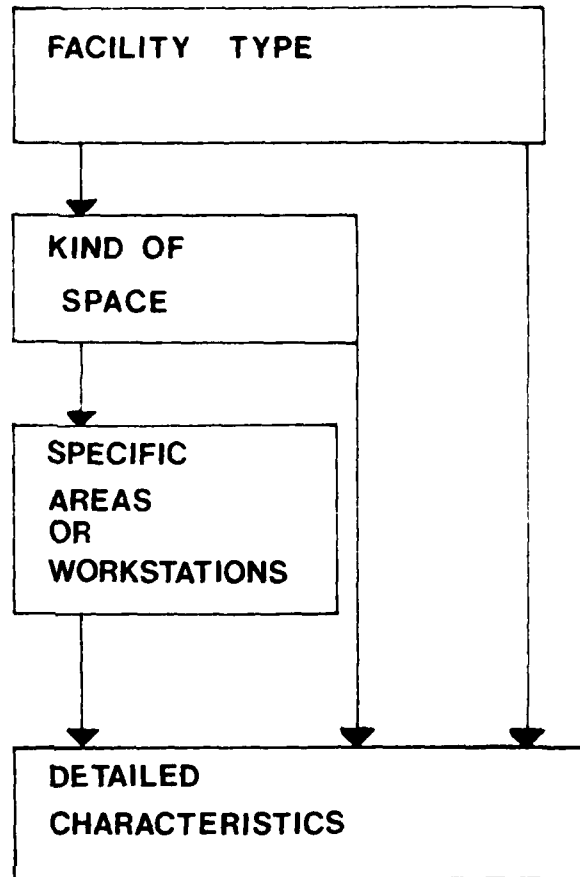 FACILITY TYPE
KIND OF
SPACE
SPECIFIC
AREAS
OR
WORKSTATIONS
DETAILED
CHARACTERISTICS